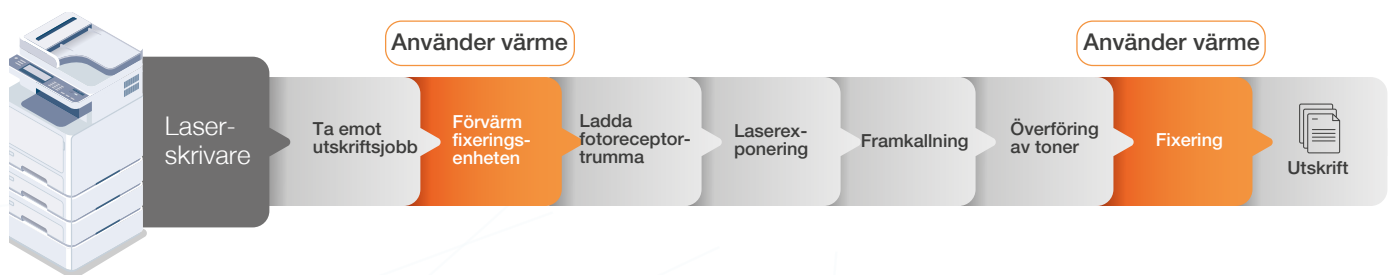 Använder värme
Använder värme
Laser-
skrivare
Ta emot
utskriftsjobb
Förvärm
fixerings-
enheten
Ladda
fotoreceptor-
trumma
Laserex-
ponering
Framkallning
Överföring
av toner
Fixering
Utskrift